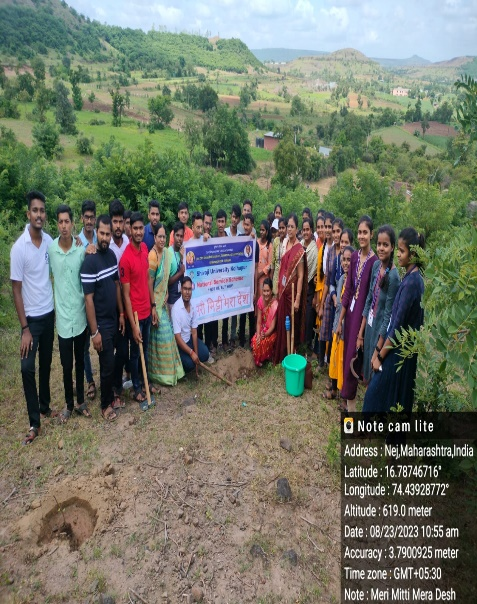 Shivaji University Kolhapur
National Service Scheme
मेरी मिट्टी मेरा देश
Note cam lite
Address : Nej,Maharashtra,India
Latitude : 16.78746716°
Longitude : 74.43928772°
Altitude : 619.0 meter
Date : 08/23/2023 10:55 am
Accuracy : 3.7900925 meter
Time zone : GMT+05:30
Note : Meri Mitti Mera Desh